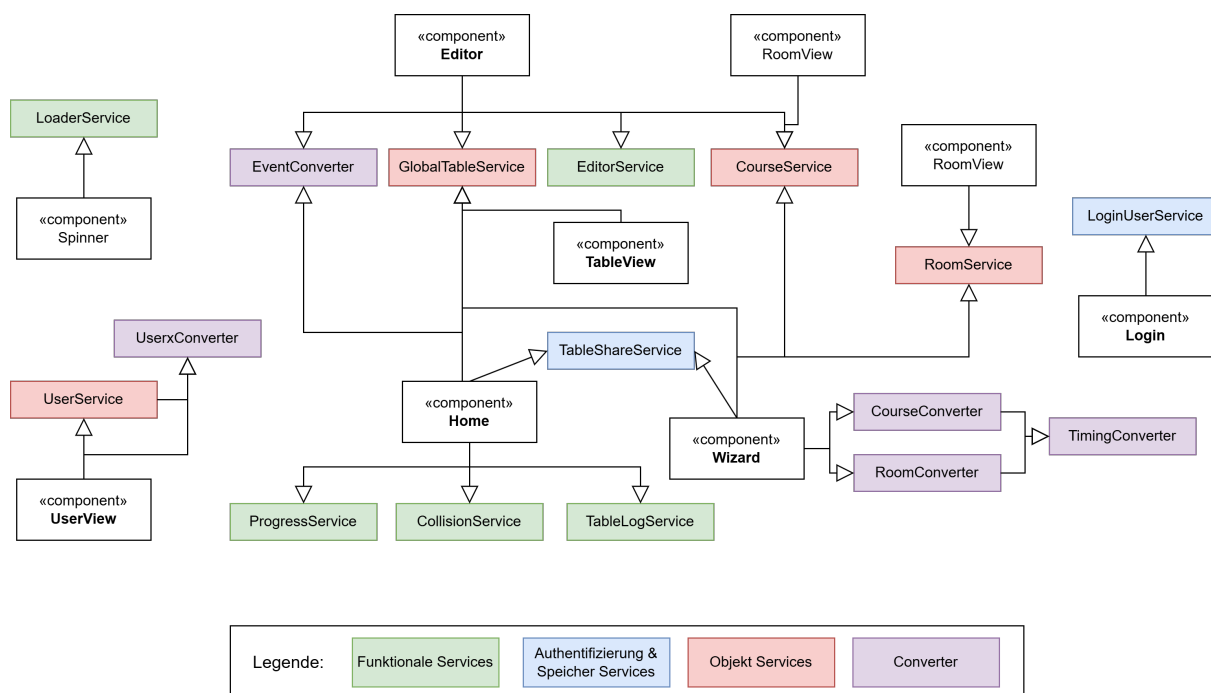 «component»
Editor
«component»
RoomView
LoaderService
EventConverter
GlobalTableService
EditorService
CourseService
«component»
RoomView
«component»
Spinner
«component»
TableView
LoginUserService
RoomService
«component»
Login
UserxConverter
TableShareService
UserService
«component»
Home
«component»
Wizard
CourseConverter
TimingConverter
RoomConverter
«component»
UserView
ProgressService
CollisionService
TableLogService
Legende:
Funktionale Services
Authentifizierung &
Speicher Services
Objekt Services
Converter